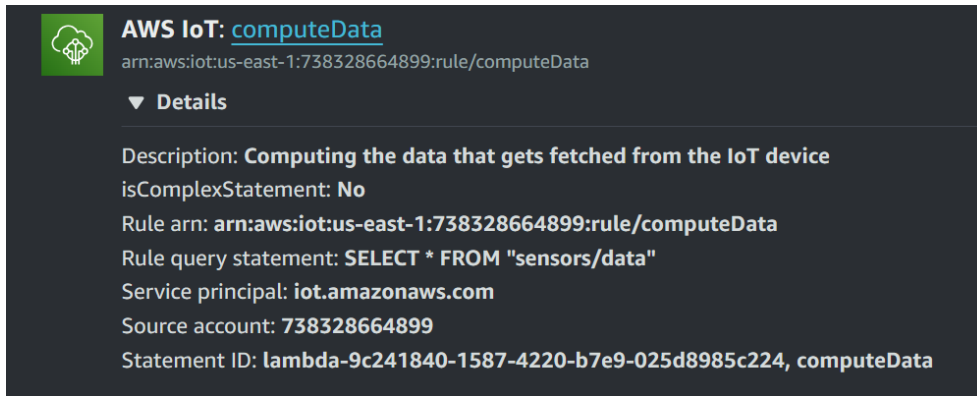 AWS IoT: computeData
arn:aws:iot:us-east-1:738328664899:rule/computeData
▼ Details
Description: Computing the data that gets fetched from the IoT device
isComplexStatement: No
Rule arn: arn:aws:iot:us-east-1:738328664899:rule/computeData
Rule query statement: SELECT * FROM "sensors/data"
Service principal: iot.amazonaws.com
Source account: 738328664899
Statement ID: lambda-9c241840-1587-4220-b7e9-025d8985c224, computeData